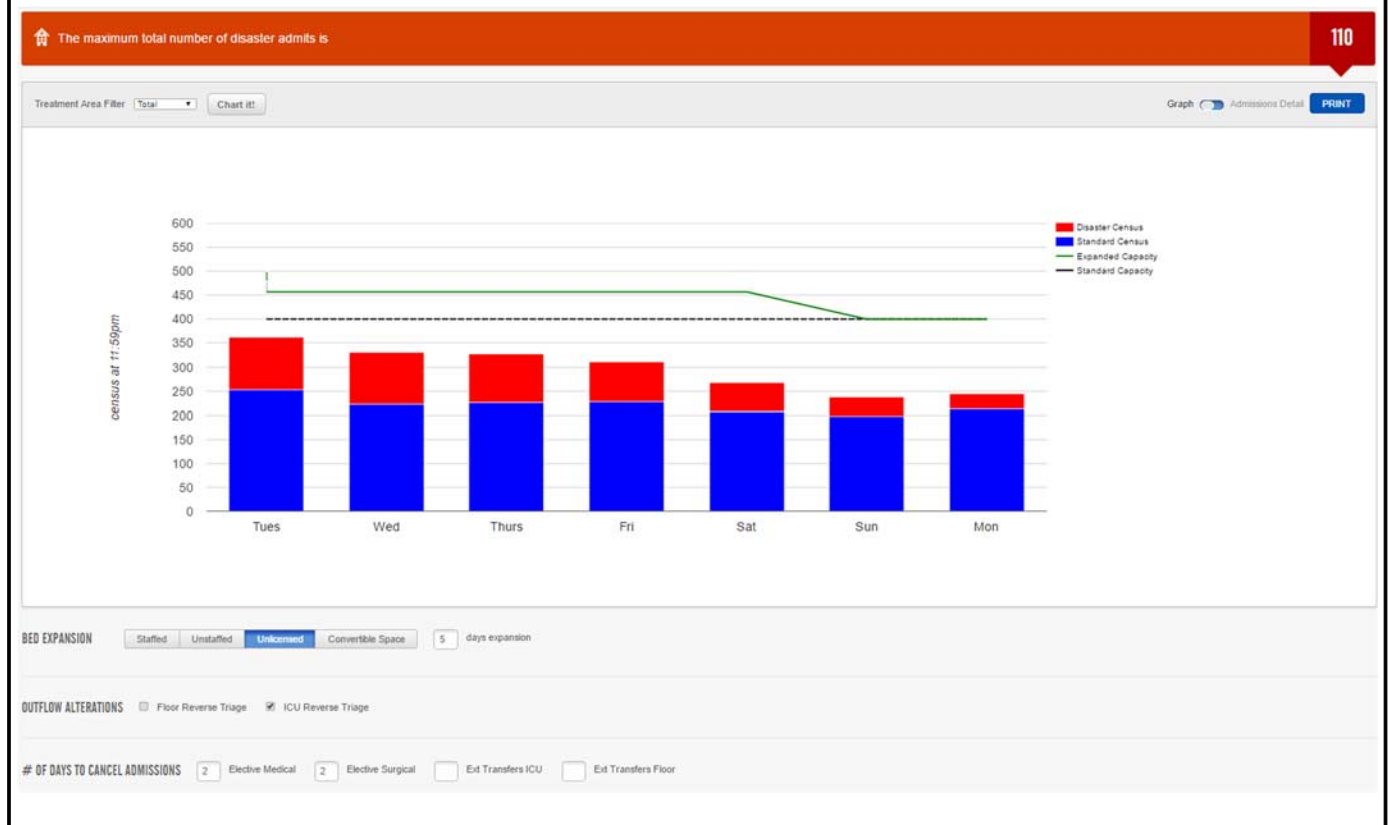 The maximum total number of disaster admits is 110
Treatment Area Filter Total Chart it! Graph Admissions Detail PRINT
600
550
500
450
400
350
300
250
200
150
100
50
0
census at 11:59pm
Tues Wed Thurs Fri Sat Sun Mon
Disaster Census
Standard Census
Expanded Capacity
Standard Capacity
BED EXPANSION Staffed Unstaffed Unlicensed Convertible Space 5 days expansion
OUTFLOW ALTERATIONS Floor Reverse Triage ICU Reverse Triage
# OF DAYS TO CANCEL ADMISSIONS 2 Elective Medical 2 Elective Surgical Ext Transfers ICU Ext Transfers Floor